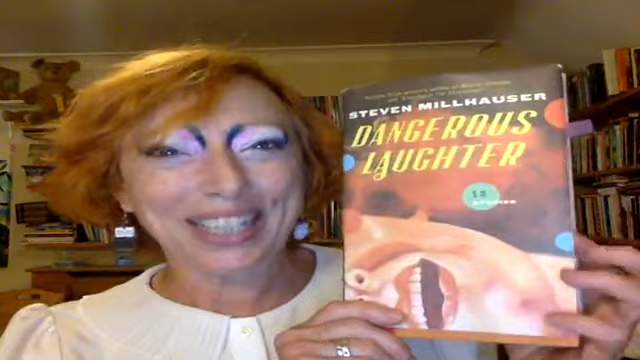 STEVEN MILLHAUSER
DANGEROUS
LAUGHTER
13
STORIES